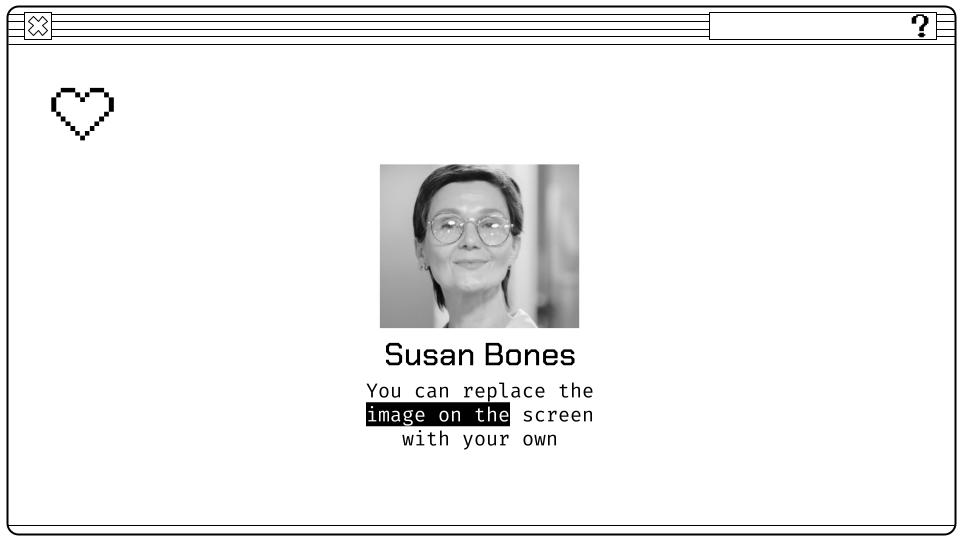 ?
Susan Bones
You can replace the
image on the screen
with your own